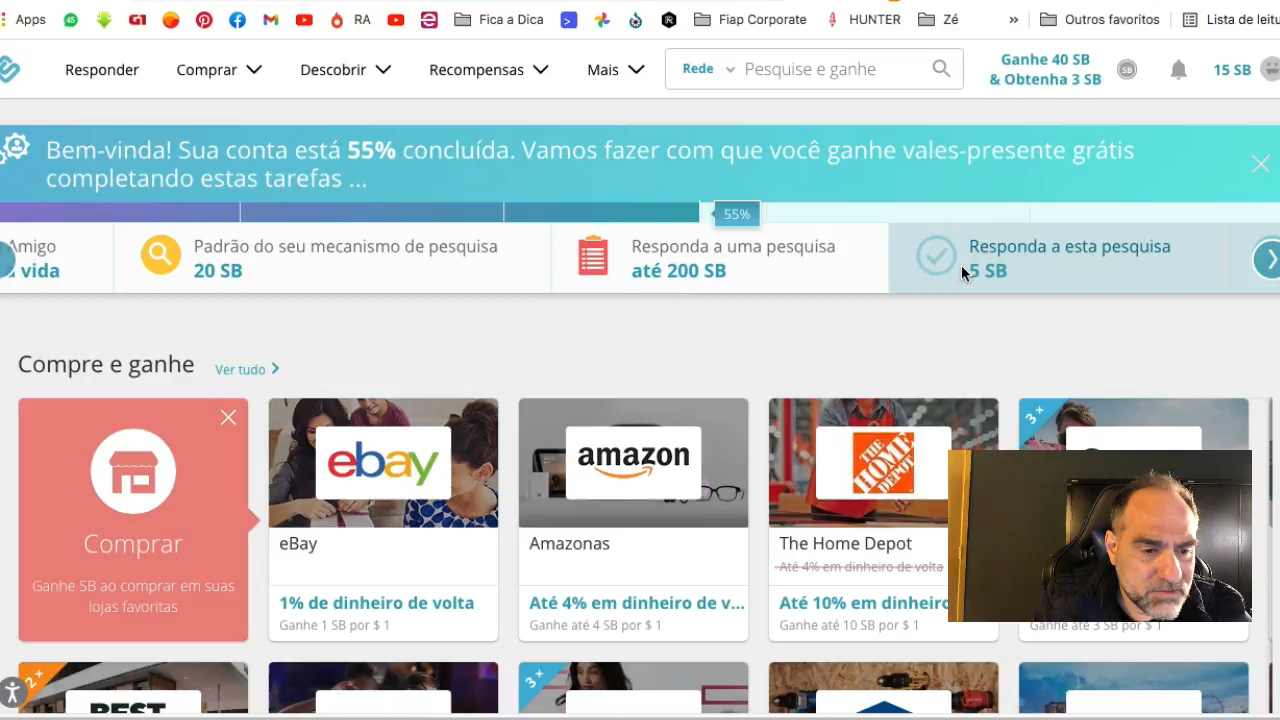 Apps
45
G1
RA
Fica a Dica
Fiap Corporate
HUNTER
Zé
»
Outros favoritos
Lista de leitu
Responder
Comprar
Descobrir
Recompensas
Mais
Rede
Pesquise e ganhe
Ganhe 40 SB
& Obtenha 3 SB
SB
15 SB
Bem-vinda! Sua conta está 55% concluída. Vamos fazer com que você ganhe vales-presente grátis
completando estas tarefas ...
55%
Amigo
vida
Padrão do seu mecanismo de pesquisa
20 SB
Responda a uma pesquisa
até 200 SB
Responda a esta pesquisa
5 SB
Compre e ganhe
Ver tudo
Comprar
Ganhe SB ao comprar em suas
lojas favoritas
ebay
eBay
1% de dinheiro de volta
Ganhe 1 SB por $ 1
amazon
Amazonas
Até 4% em dinheiro de v...
Ganhe até 4 SB por $ 1
THE HOME DEPOT
The Home Depot
Até 4% em dinheiro de volta
Até 10% em dinheiro
Ganhe até 10 SB por $ 1
3+
Ganhe até 3 SB por $ 1
2+
BEST
3+